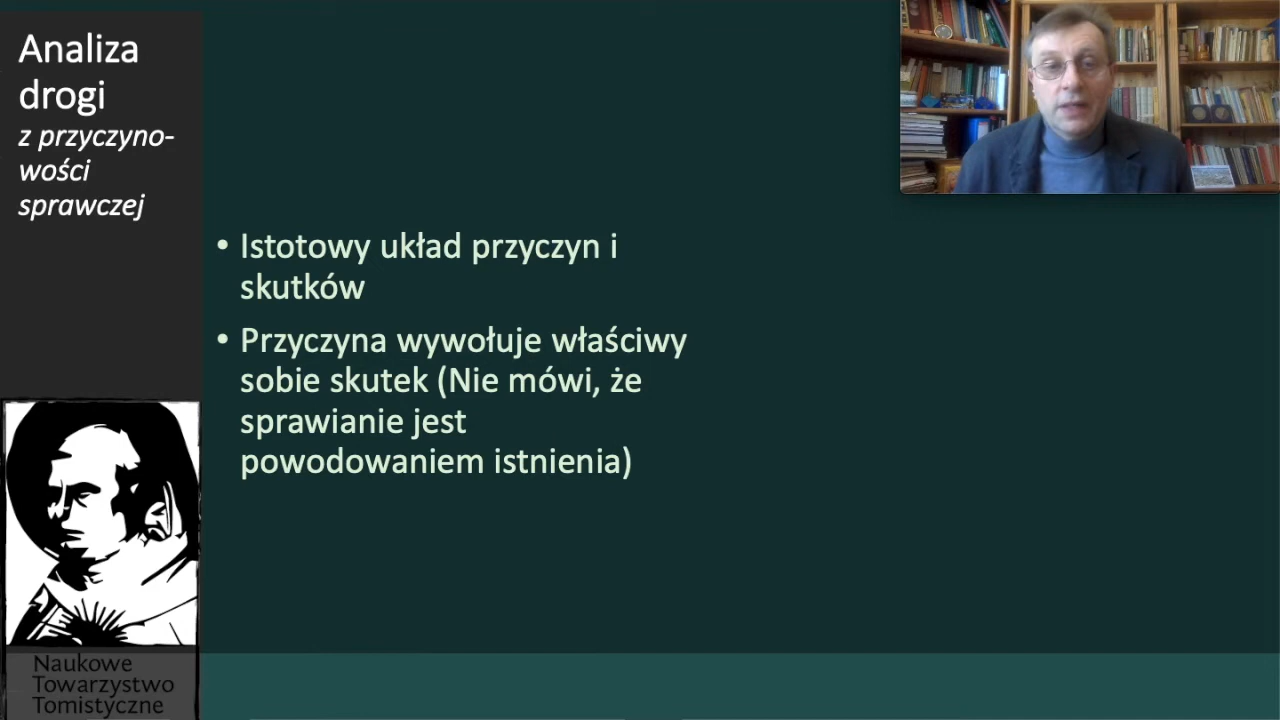 Analiza
drogi
z przyczyno-
wości
sprawczej
• Istotowy układ przyczyn i
skutków
• Przyczyna wywołuje właściwy
sobie skutek (Nie mówi, że
sprawianie jest
powodowaniem istnienia)
Naukowe
Towarzystwo
Tomistyczne